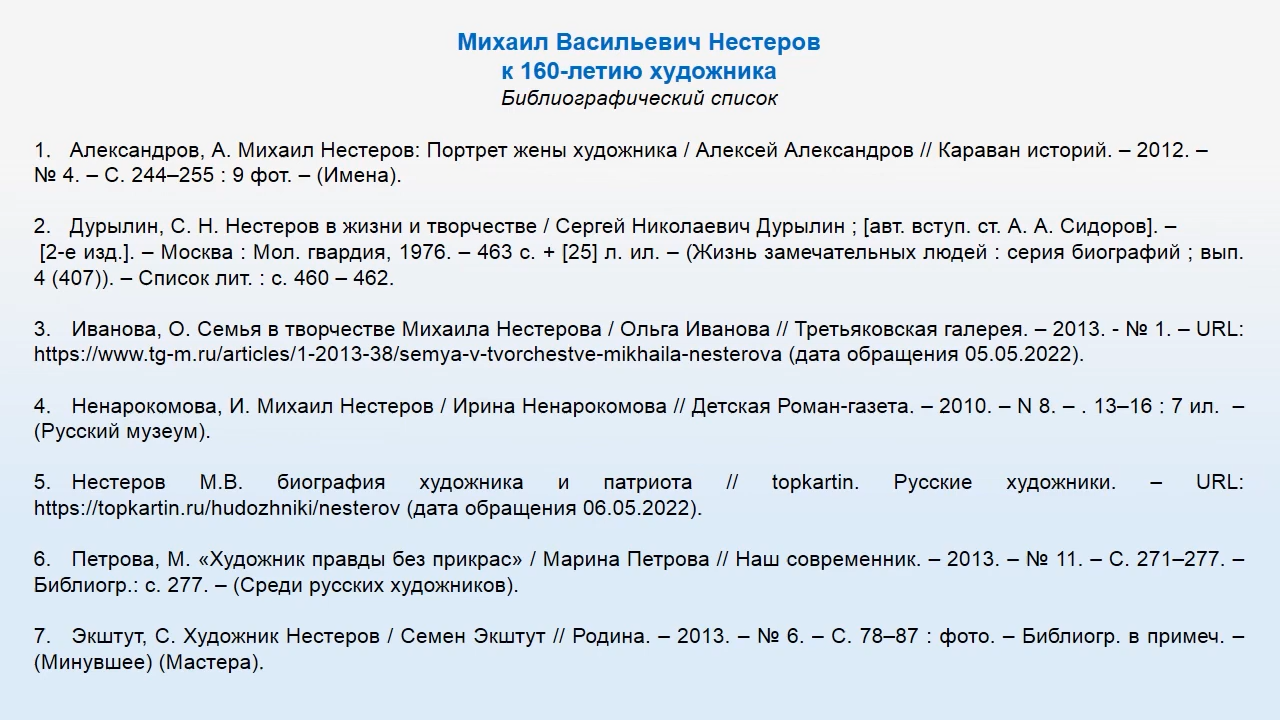 Михаил Васильевич Нестеров
к 160-летию художника
Библиографический список
1. Александров, А. Михаил Нестеров: Портрет жены художника / Алексей Александров // Караван историй. – 2012. –
№ 4. – С. 244–255 : 9 фот. – (Имена).
2. Дурылин, С. Н. Нестеров в жизни и творчестве / Сергей Николаевич Дурылин ; [авт. вступ. ст. А. А. Сидоров]. –
[2-е изд.]. – Москва : Мол. гвардия, 1976. – 463 с. + [25] л. ил. – (Жизнь замечательных людей : серия биографий ; вып.
4 (407)). – Список лит. : с. 460 – 462.
3. Иванова, О. Семья в творчестве Михаила Нестерова / Ольга Иванова // Третьяковская галерея. – 2013. - № 1. – URL:
https://www.tg-m.ru/articles/1-2013-38/semya-v-tvorchestve-mikhaila-nesterova (дата обращения 05.05.2022).
4. Ненарокомова, И. Михаил Нестеров / Ирина Ненарокомова // Детская Роман-газета. – 2010. – N 8. – . 13–16 : 7 ил. –
(Русский музеум).
5. Нестеров М.В. биография художника и патриота // topkartin. Русские художники. – URL:
https://topkartin.ru/hudozhniki/nesterov (дата обращения 06.05.2022).
6. Петрова, М. «Художник правды без прикрас» / Марина Петрова // Наш современник. – 2013. – № 11. – С. 271–277. –
Библиогр.: с. 277. – (Среди русских художников).
7. Экштут, С. Художник Нестеров / Семен Экштут // Родина. – 2013. – № 6. – С. 78–87 : фото. – Библиогр. в примеч. –
(Минувшее) (Мастера).